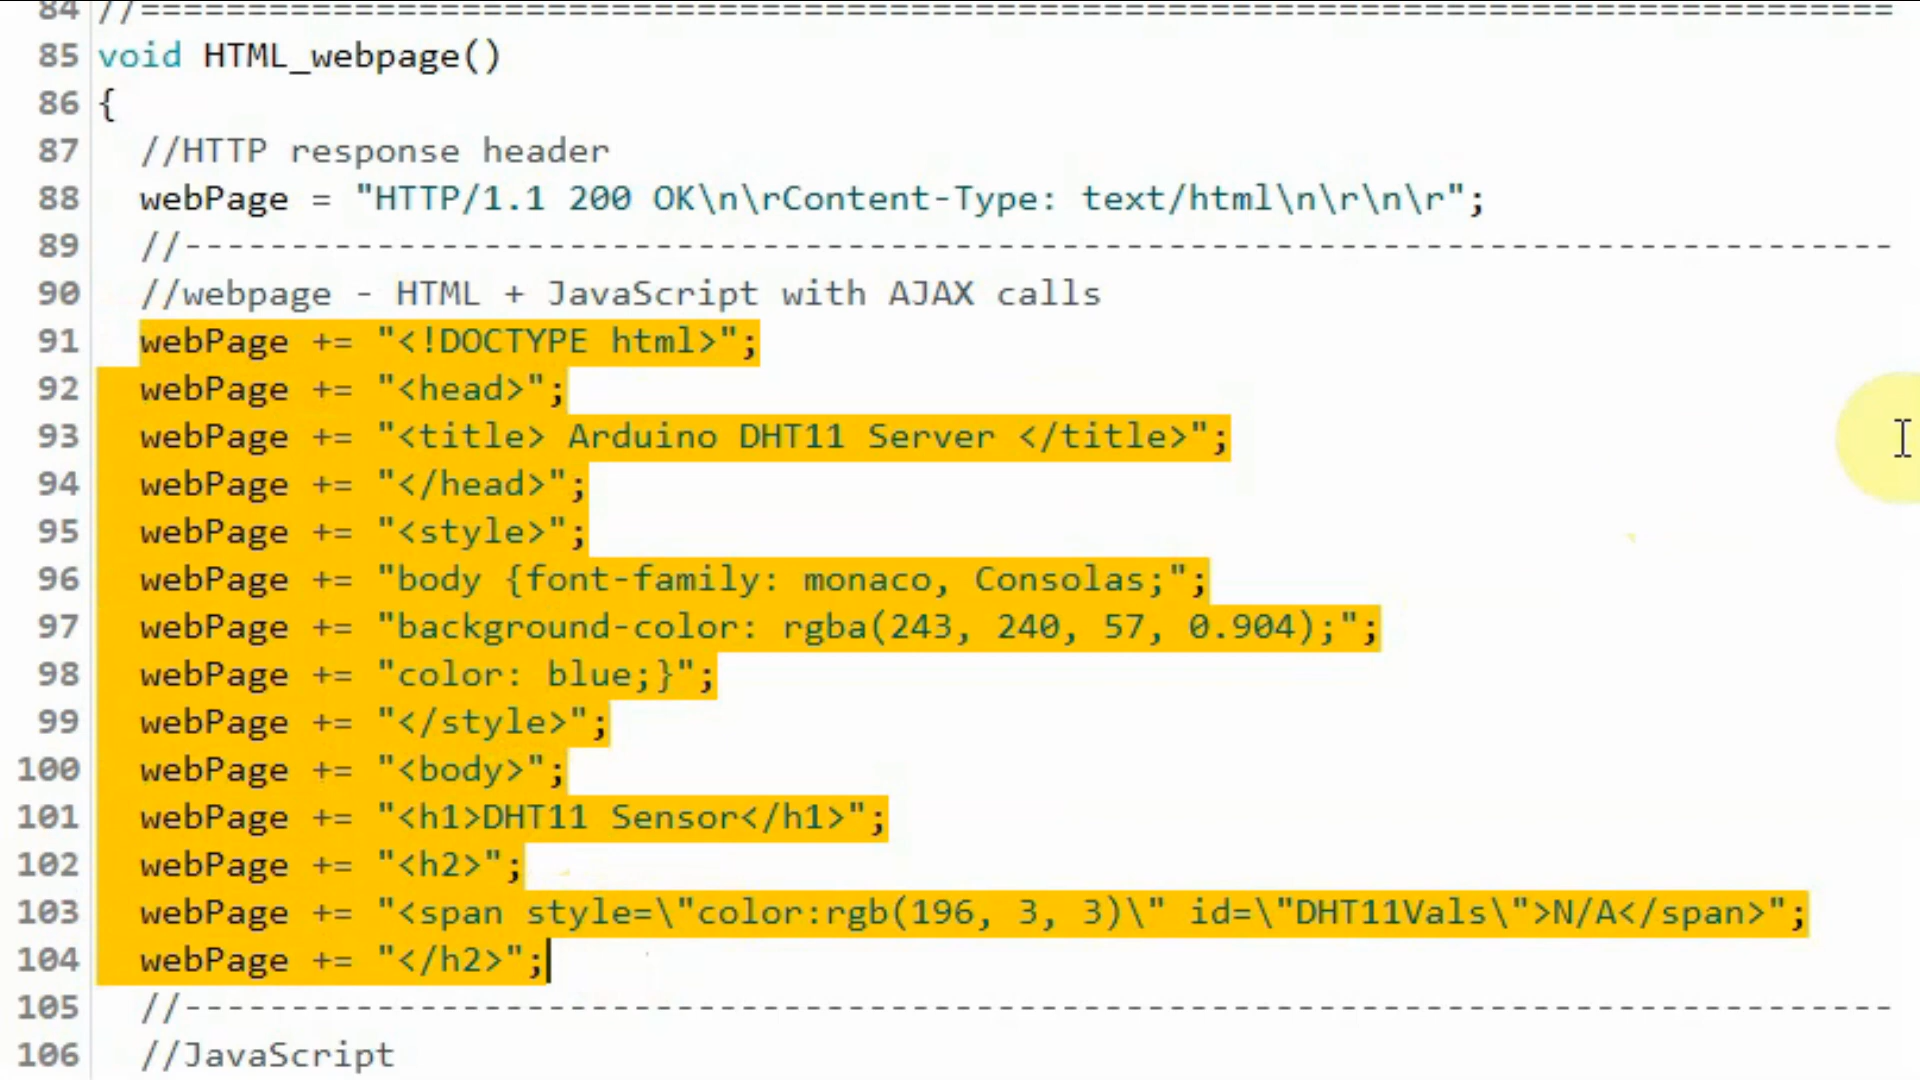 84 //===================================================================================
85 void HTML_webpage()
86 {
87 //HTTP response header
88 webPage = "HTTP/1.1 200 OK\n\rContent-Type: text/html\n\r\n\r";
89 //---------------------------------------------------------------------------------
90 //webpage - HTML + JavaScript with AJAX calls
91 webPage += "<!DOCTYPE html>";
92 webPage += "<head>";
93 webPage += "<title> Arduino DHT11 Server </title>";
94 webPage += "</head>";
95 webPage += "<style>";
96 webPage += "body {font-family: monaco, Consolas;";
97 webPage += "background-color: rgba(243, 240, 57, 0.904);";
98 webPage += "color: blue;}";
99 webPage += "</style>";
100 webPage += "<body>";
101 webPage += "<h1>DHT11 Sensor</h1>";
102 webPage += "<h2>";
103 webPage += "<span style=\"color:rgb(196, 3, 3)\" id=\"DHT11Vals\">N/A</span>";
104 webPage += "</h2>";
105 //---------------------------------------------------------------------------------
106 //JavaScript